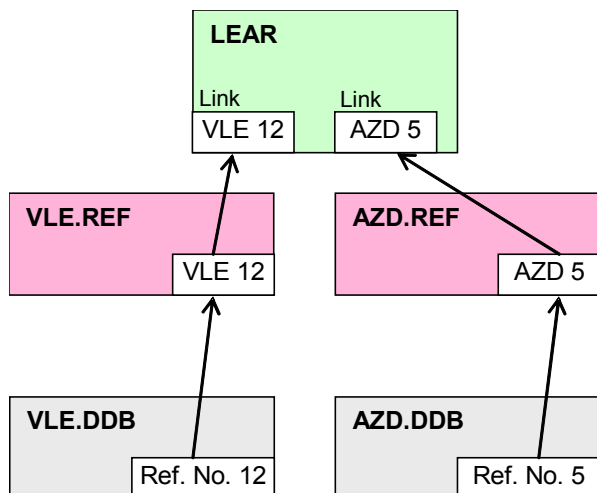 LEAR
Link Link
VLE 12 AZD 5
VLE.REF AZD.REF
VLE 12 AZD 5
VLE.DDB AZD.DDB
Ref. No. 12 Ref. No. 5